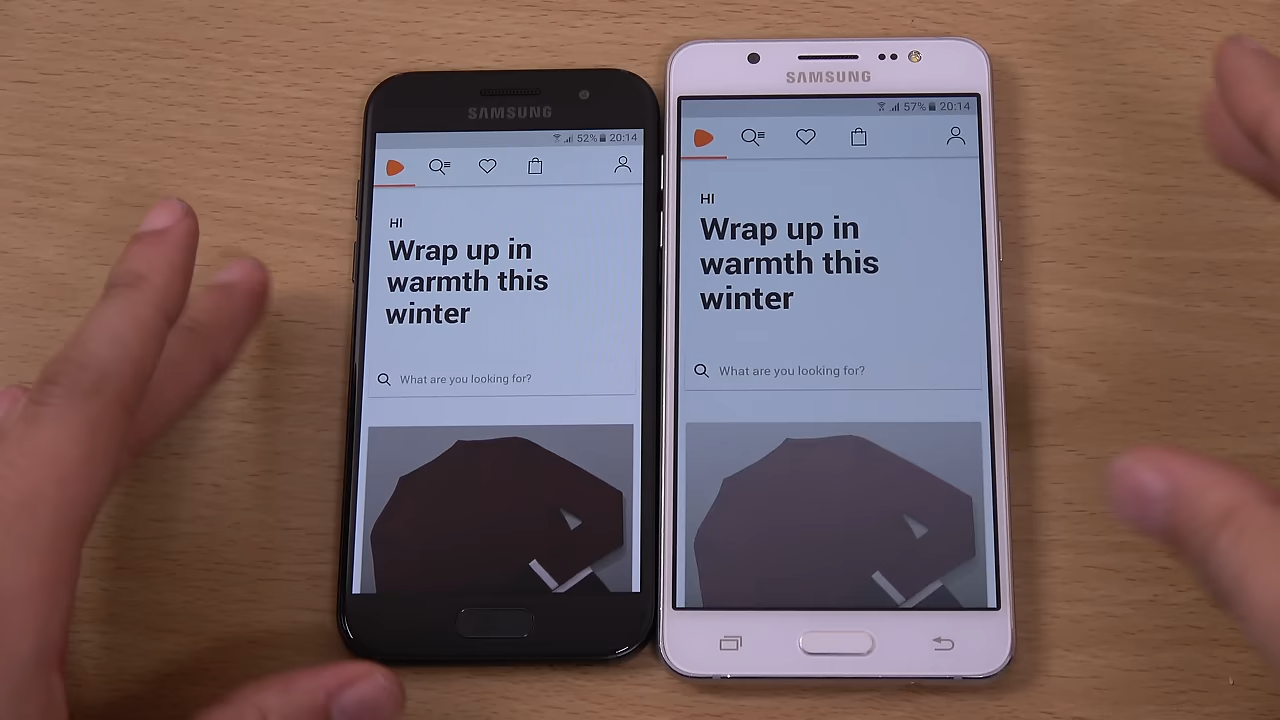 SAMSUNG
52% 20:14
HI
Wrap up in
warmth this
winter
What are you looking for?
SAMSUNG
57% 20:14
HI
Wrap up in
warmth this
winter
What are you looking for?